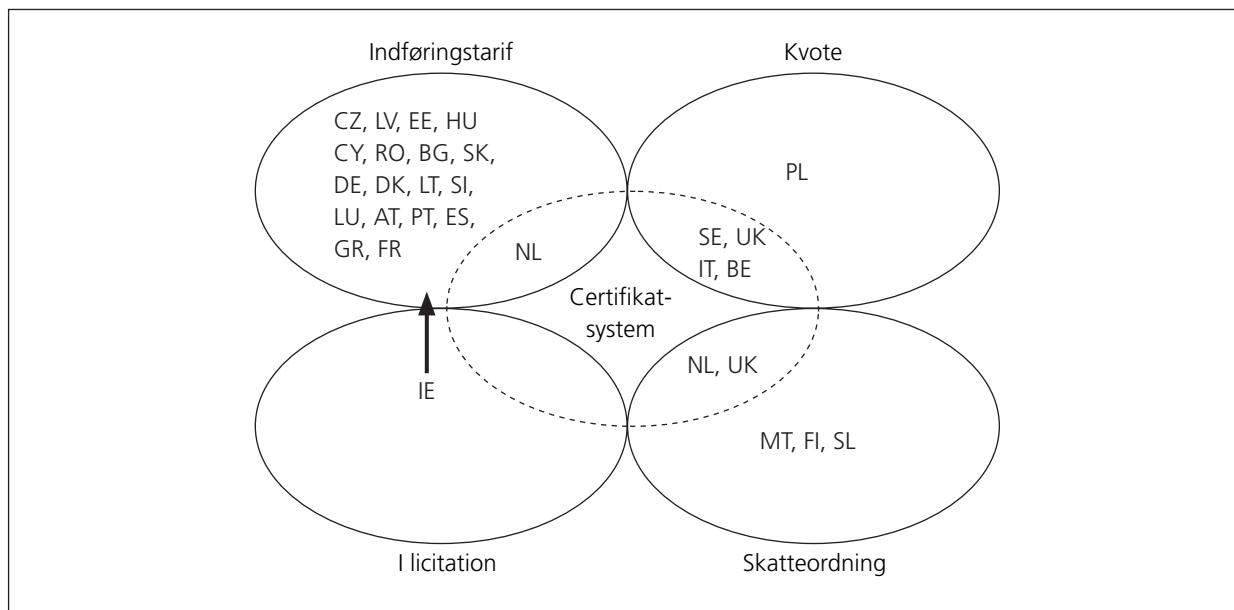 Indføringstarif
Kvote
CZ, LV, EE, HU
CY, RO, BG, SK,
DE, DK, LT, SI,
LU, AT, PT, ES,
GR, FR
NL
PL
SE, UK
IT, BE
Certifikat-
system
NL, UK
IE
MT, FI, SL
I licitation
Skatteordning